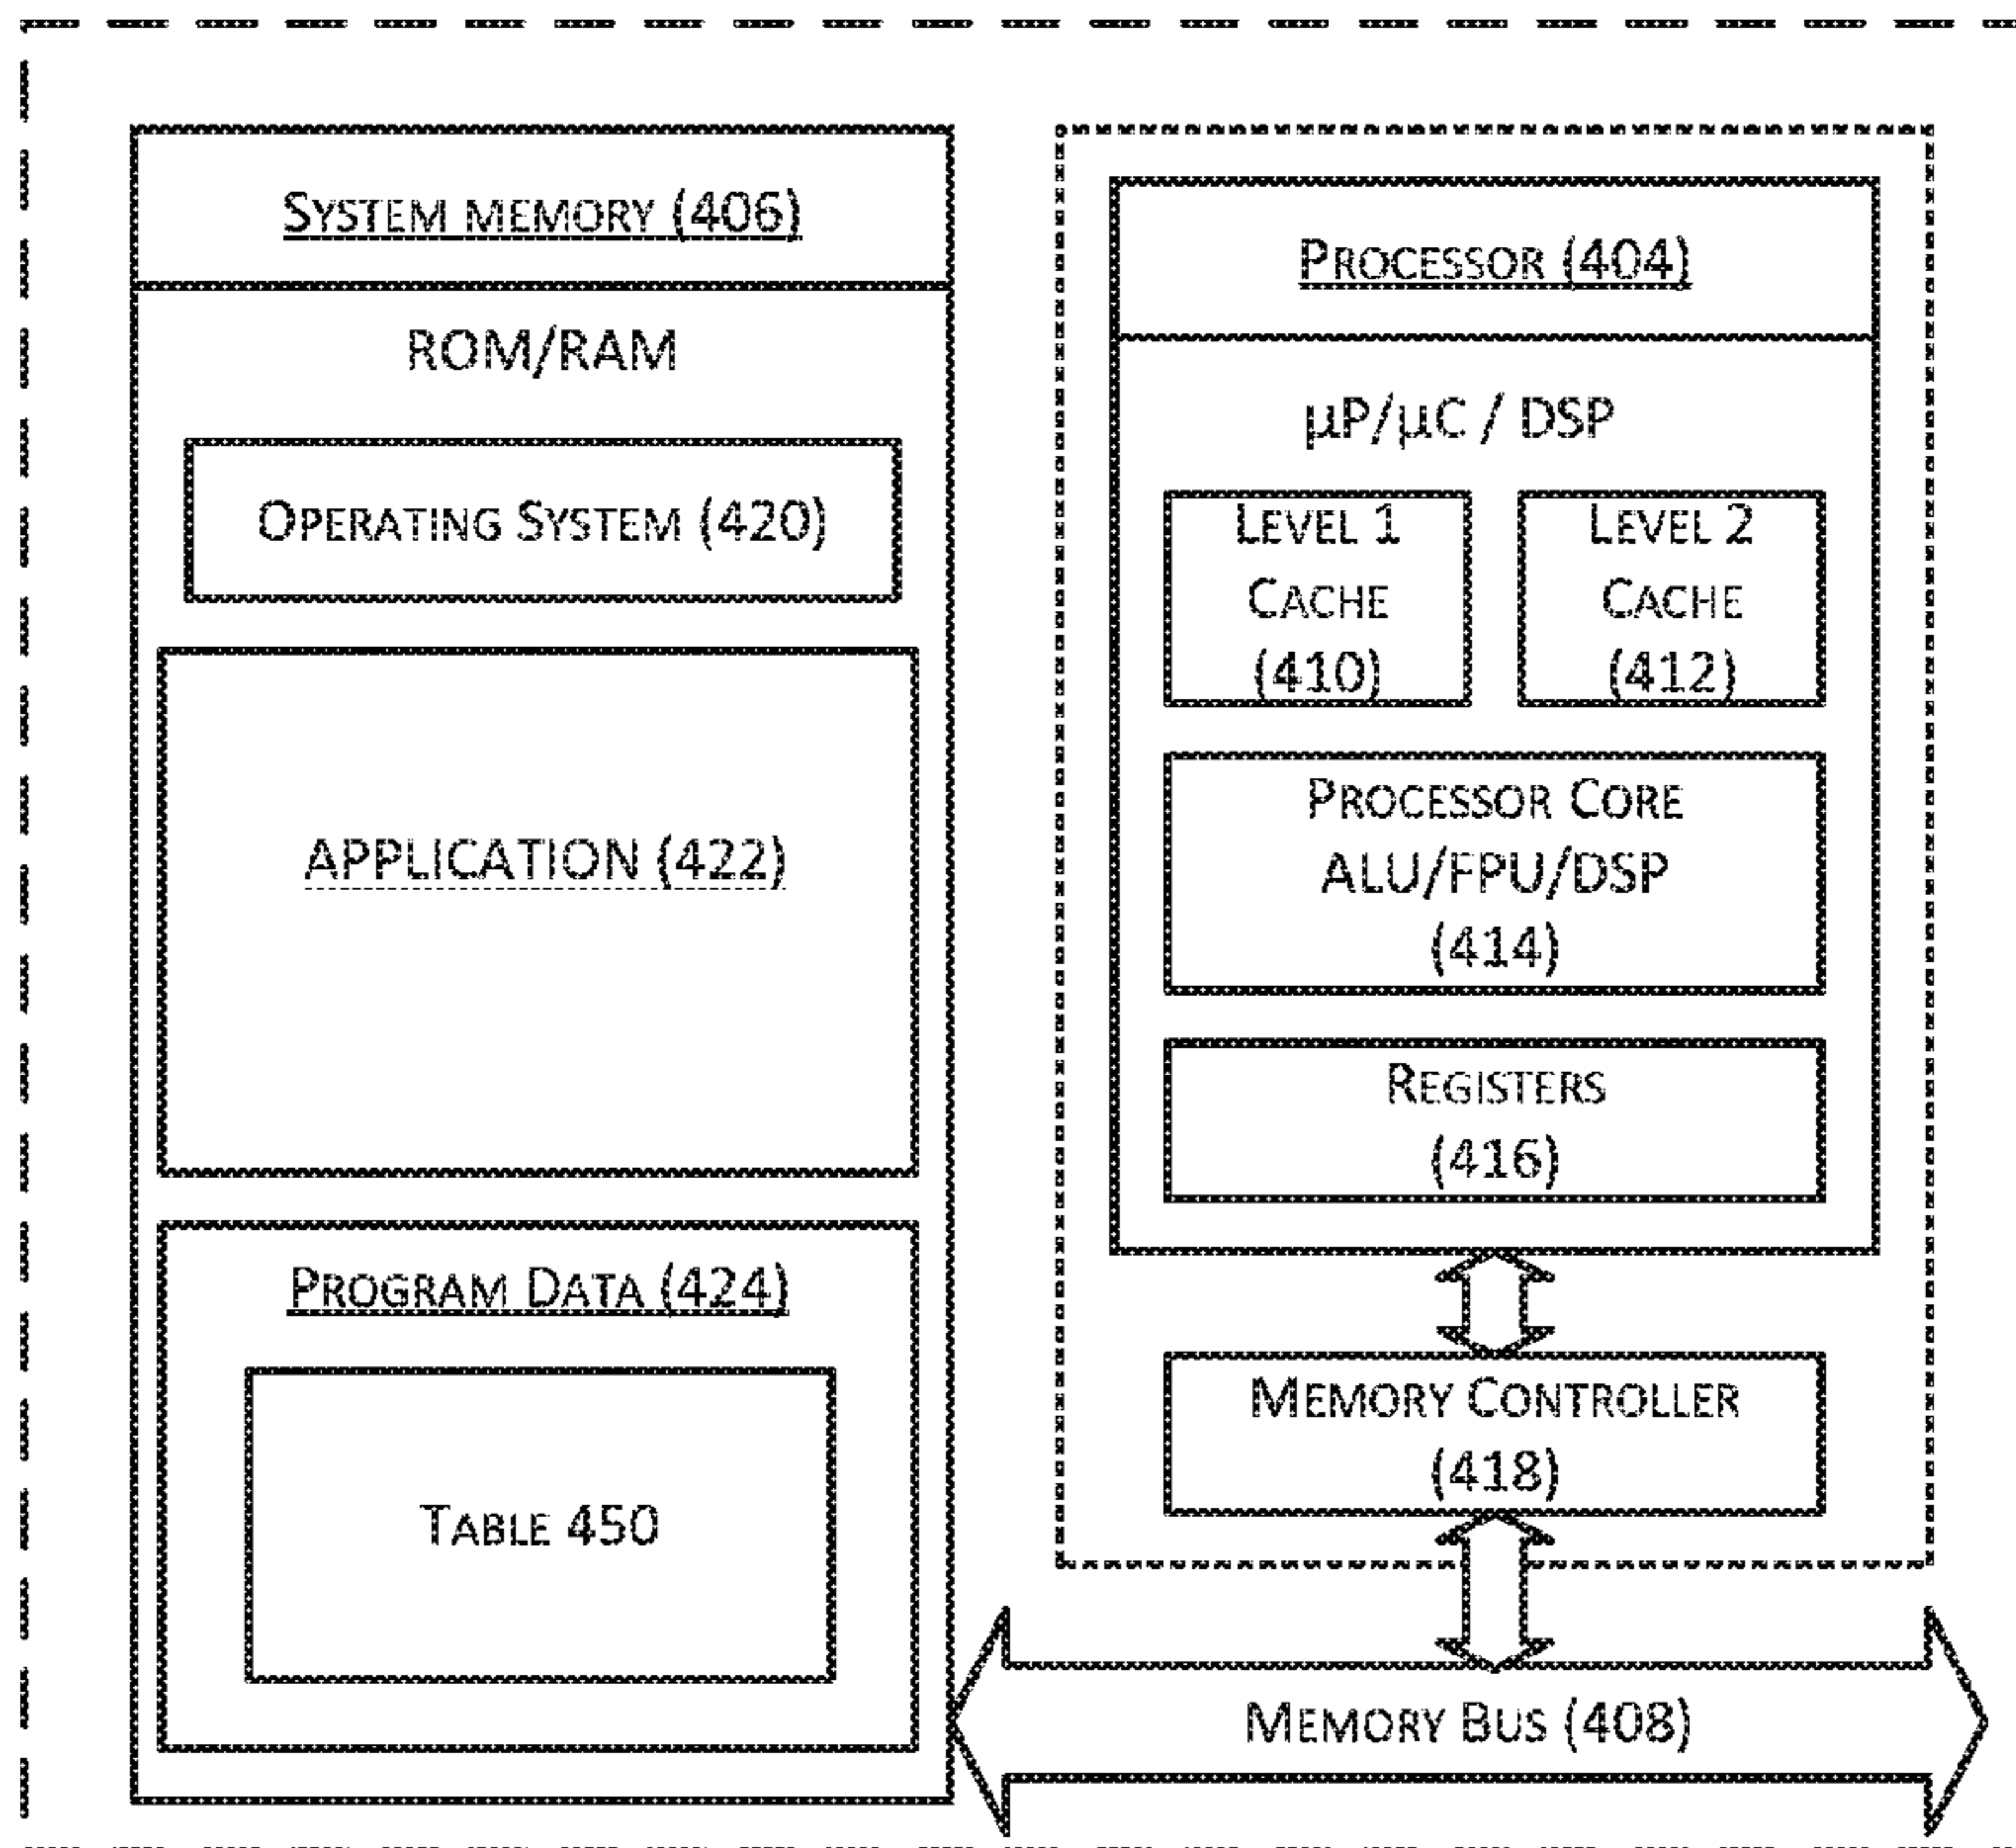 SYSTEM MEMORY (406)
ROM/RAM
OPERATING SYSTEM (420)
APPLICATION (422)
PROGRAM DATA (424)
TABLE 450
PROCESSOR (404)
µP/µC / DSP
LEVEL 1
CACHE
(410)
LEVEL 2
CACHE
(412)
PROCESSOR CORE
ALU/FPU/DSP
(414)
REGISTERS
(416)
MEMORY CONTROLLER
(418)
MEMORY BUS (408)